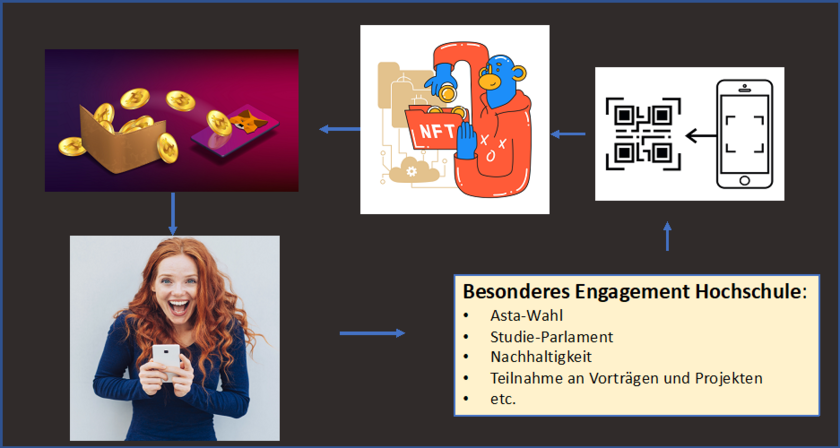 NFT
Besonderes Engagement Hochschule:
• Asta-Wahl
• Studie-Parlament
• Nachhaltigkeit
• Teilnahme an Vorträgen und Projekten
• etc.